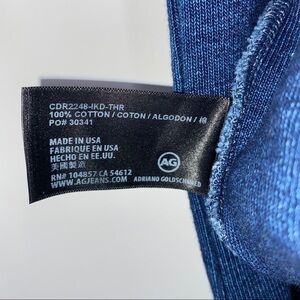 CDR2248-IKD-THR
100% COTTON / COTON / ALGODON /
PO# 30341
MADE IN USA
FABRIQUE EN USA
HECHO EN EE.UU.
美國製造
AG
RN# 104857 CA 54612
WWW.AGJEANS.COM
ADRIANO GOLDSCHMIED